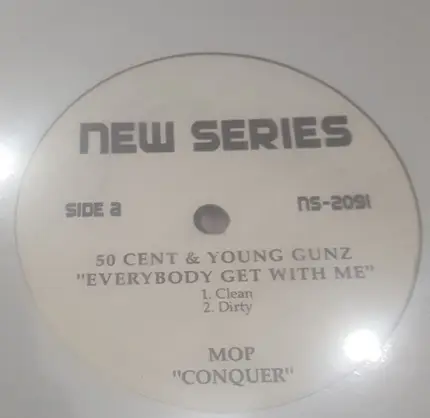 NEW SERIES
SIDE a
NS-2091
50 CENT & YOUNG GUNZ
"EVERYBODY GET WITH ME"
1. Clean
2. Dirty
MOP
"CONQUER"